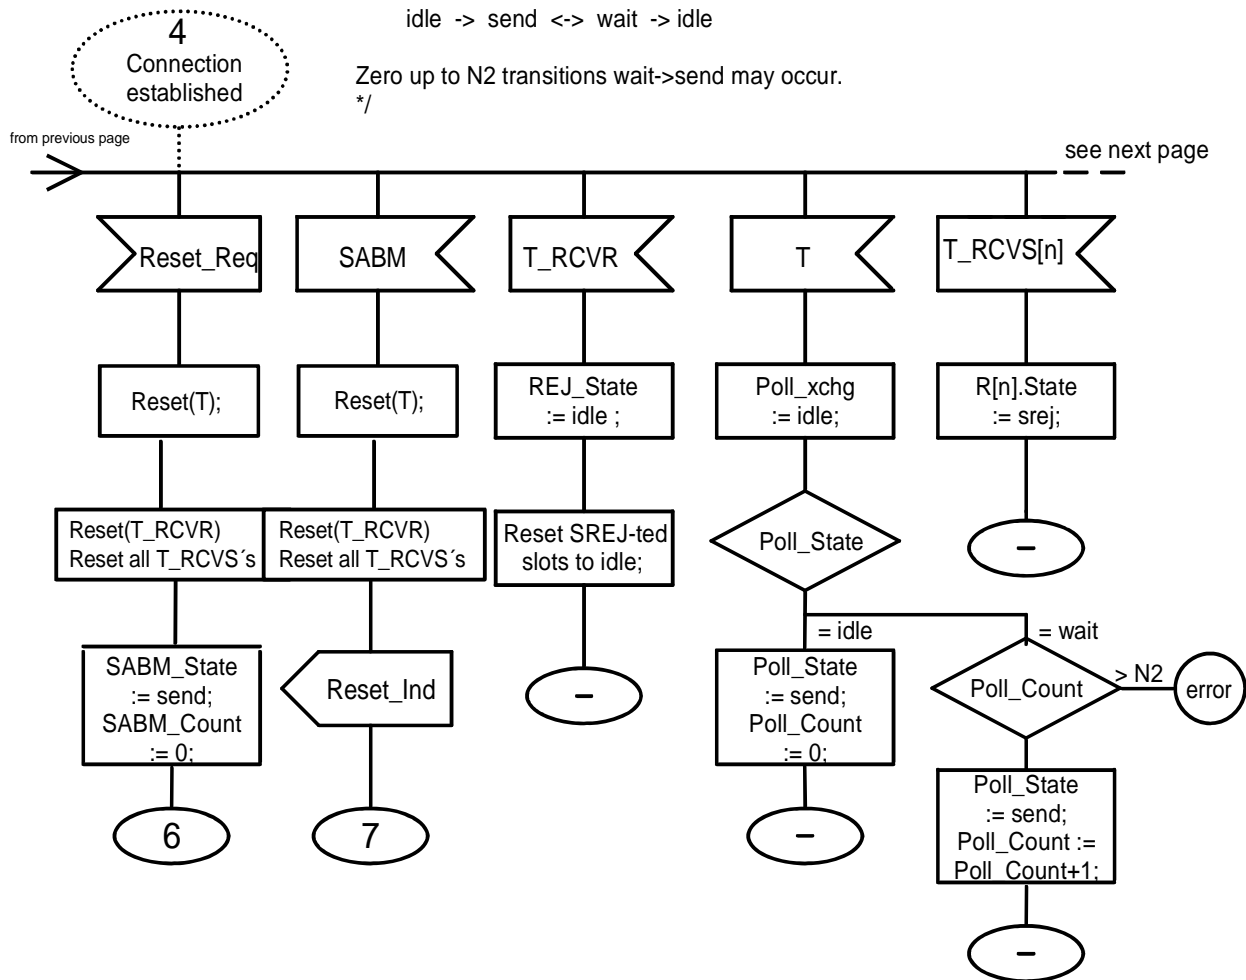 idle -> send <-> wait -> idle
Zero up to N2 transitions wait->send may occur.
*/
4
Connection
established
from previous page
see next page
Reset_Req
SABM
T_RCVR
T
T_RCVS[n]
Reset(T);
Reset(T);
REJ_State
:= idle ;
Poll_xchg
:= idle;
R[n].State
:= srej;
Reset(T_RCVR)
Reset all T_RCVS´s
Reset(T_RCVR)
Reset all T_RCVS´s
Reset SREJ-ted
slots to idle;
Poll_State
–
= idle
= wait
SABM_State
:= send;
SABM_Count
:= 0;
Reset_Ind
–
Poll_State
:= send;
Poll_Count
:= 0;
Poll_Count
> N2
error
6
7
–
Poll_State
:= send;
Poll_Count :=
Poll_Count+1;
–